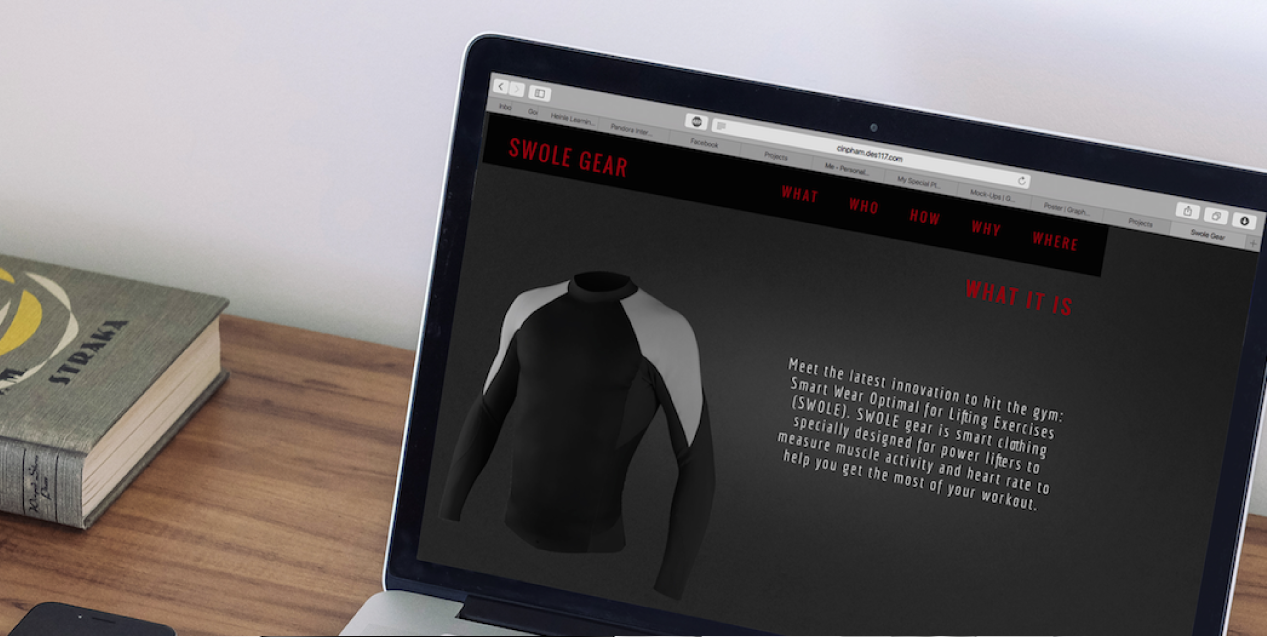 cinpham.des117.com
Inbo
Goo
Heinle Learnin...
Pandora Inter...
Facebook
Projects
Me - Personal...
My Special Pl...
Mock-Ups | G...
Poster | Graph...
Projects
Swole Gear
SWOLE GEAR
WHAT WHO HOW WHY WHERE
WHAT IT IS
Meet the latest innovation to hit the gym:
Smart Wear Optimal for Lifting Exercises
(SWOLE). SWOLE gear is smart clothing
specially designed for power lifters to
measure muscle activity and heart rate to
help you get the most of your workout.
STRAKA